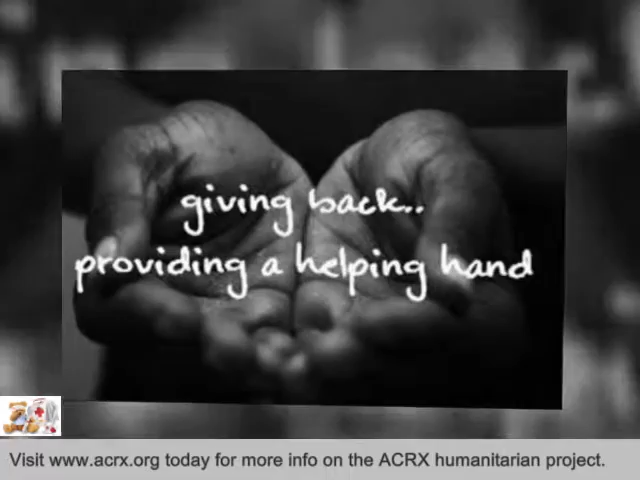 giving back..
providing a helping hand
Visit www.acrx.org today for more info on the ACRX humanitarian project.